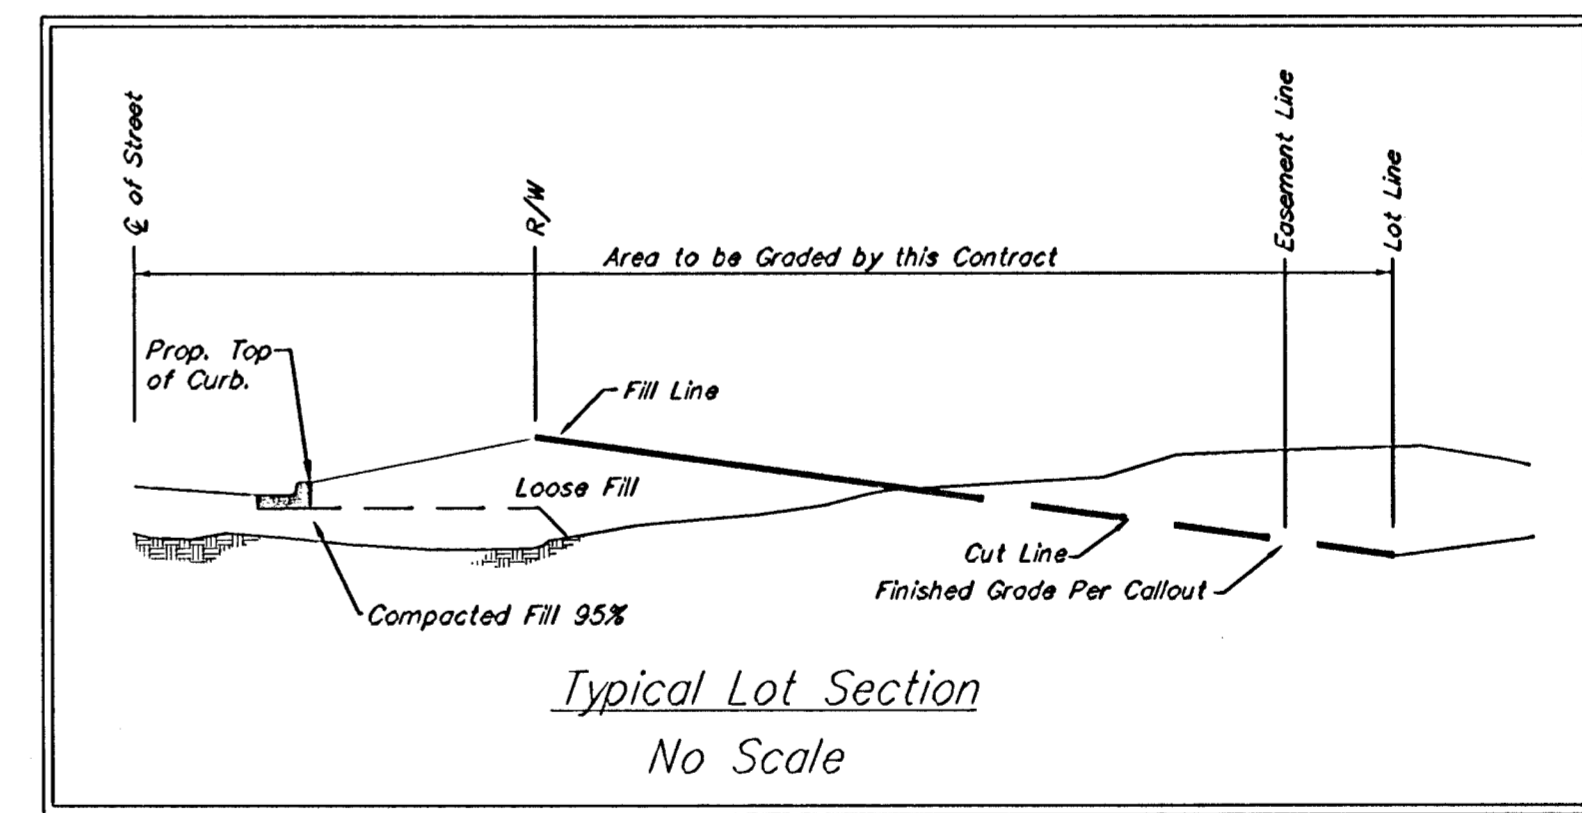 ℄ of Street
R/W
Easement Line
Lot Line
Area to be Graded by this Contract
Prop. Top
of Curb.
Fill Line
Loose Fill
Cut Line
Finished Grade Per Callout
Compacted Fill 95%
Typical Lot Section
No Scale